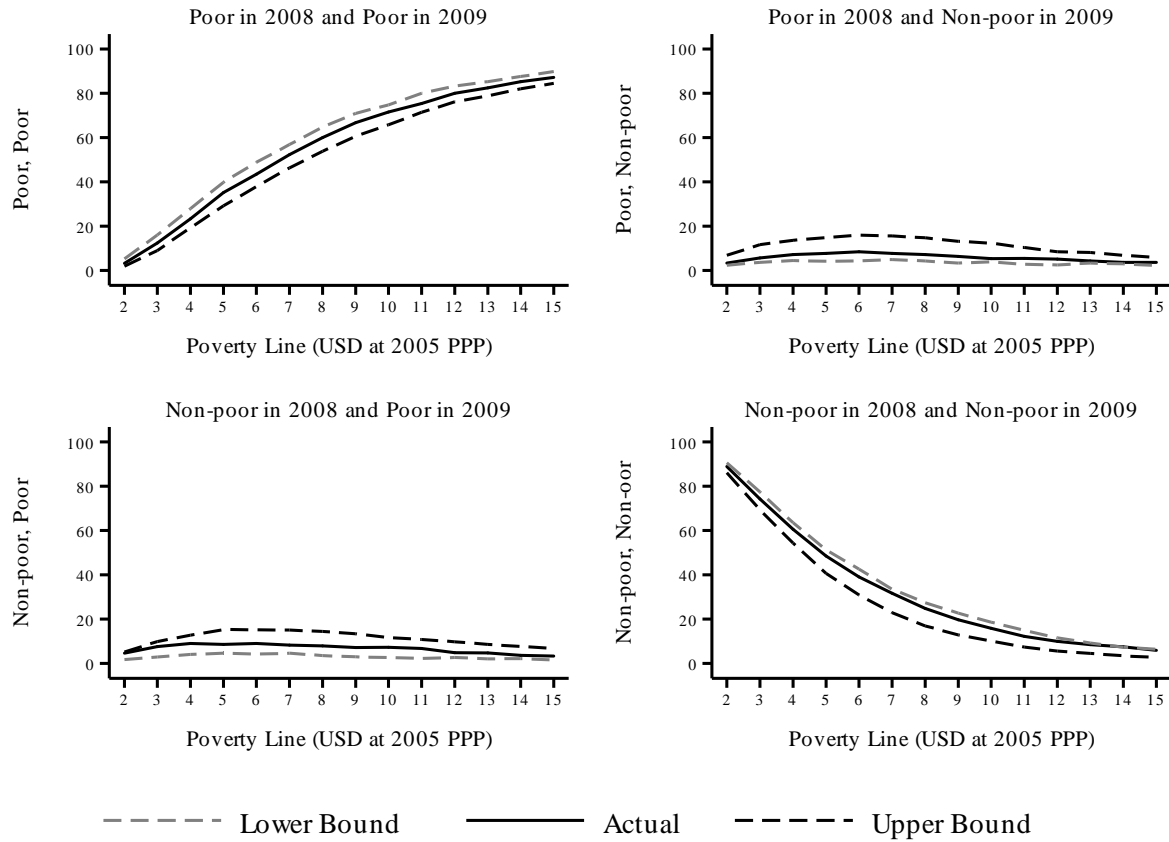 Poor in 2008 and Poor in 2009
Poor, Poor
100
80
60
40
20
0
2 3 4 5 6 7 8 9 10 11 12 13 14 15
Poverty Line (USD at 2005 PPP)
Poor in 2008 and Non-poor in 2009
Poor, Non-poor
100
80
60
40
20
0
2 3 4 5 6 7 8 9 10 11 12 13 14 15
Poverty Line (USD at 2005 PPP)
Non-poor in 2008 and Poor in 2009
Non-poor, Poor
100
80
60
40
20
0
2 3 4 5 6 7 8 9 10 11 12 13 14 15
Poverty Line (USD at 2005 PPP)
Non-poor in 2008 and Non-poor in 2009
Non-poor, Non-oor
100
80
60
40
20
0
2 3 4 5 6 7 8 9 10 11 12 13 14 15
Poverty Line (USD at 2005 PPP)
Lower Bound Actual Upper Bound